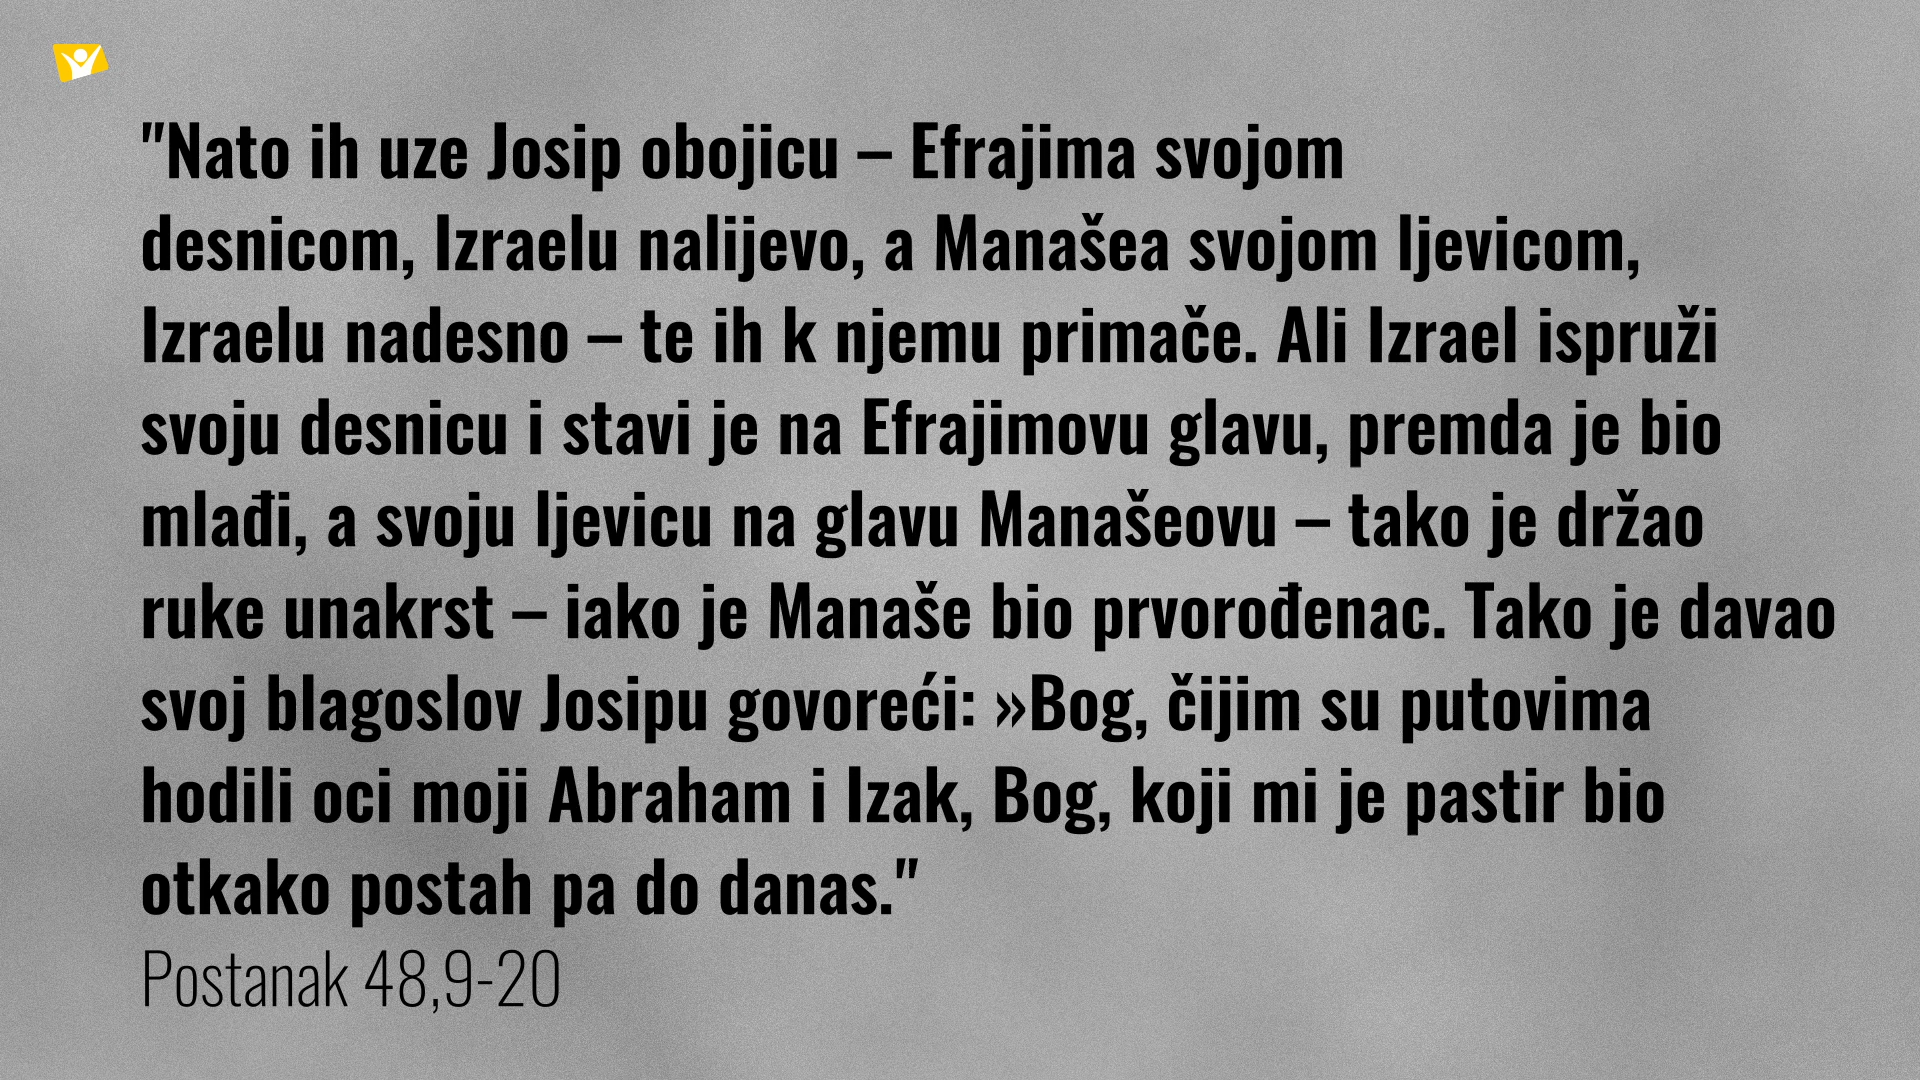 "Nato ih uze Josip obojicu – Efrajima svojom
desnicom, Izraelu nalijevo, a Manašea svojom ljevicom,
Izraelu nadesno – te ih k njemu primače. Ali Izrael ispruži
svoju desnicu i stavi je na Efrajimovu glavu, premda je bio
mlađi, a svoju ljevicu na glavu Manašeovu – tako je držao
ruke unakrst – iako je Manaše bio prvorođenac. Tako je davao
svoj blagoslov Josipu govoreći: »Bog, čijim su putovima
hodili oci moji Abraham i Izak, Bog, koji mi je pastir bio
otkako postah pa do danas."
Postanak 48,9-20